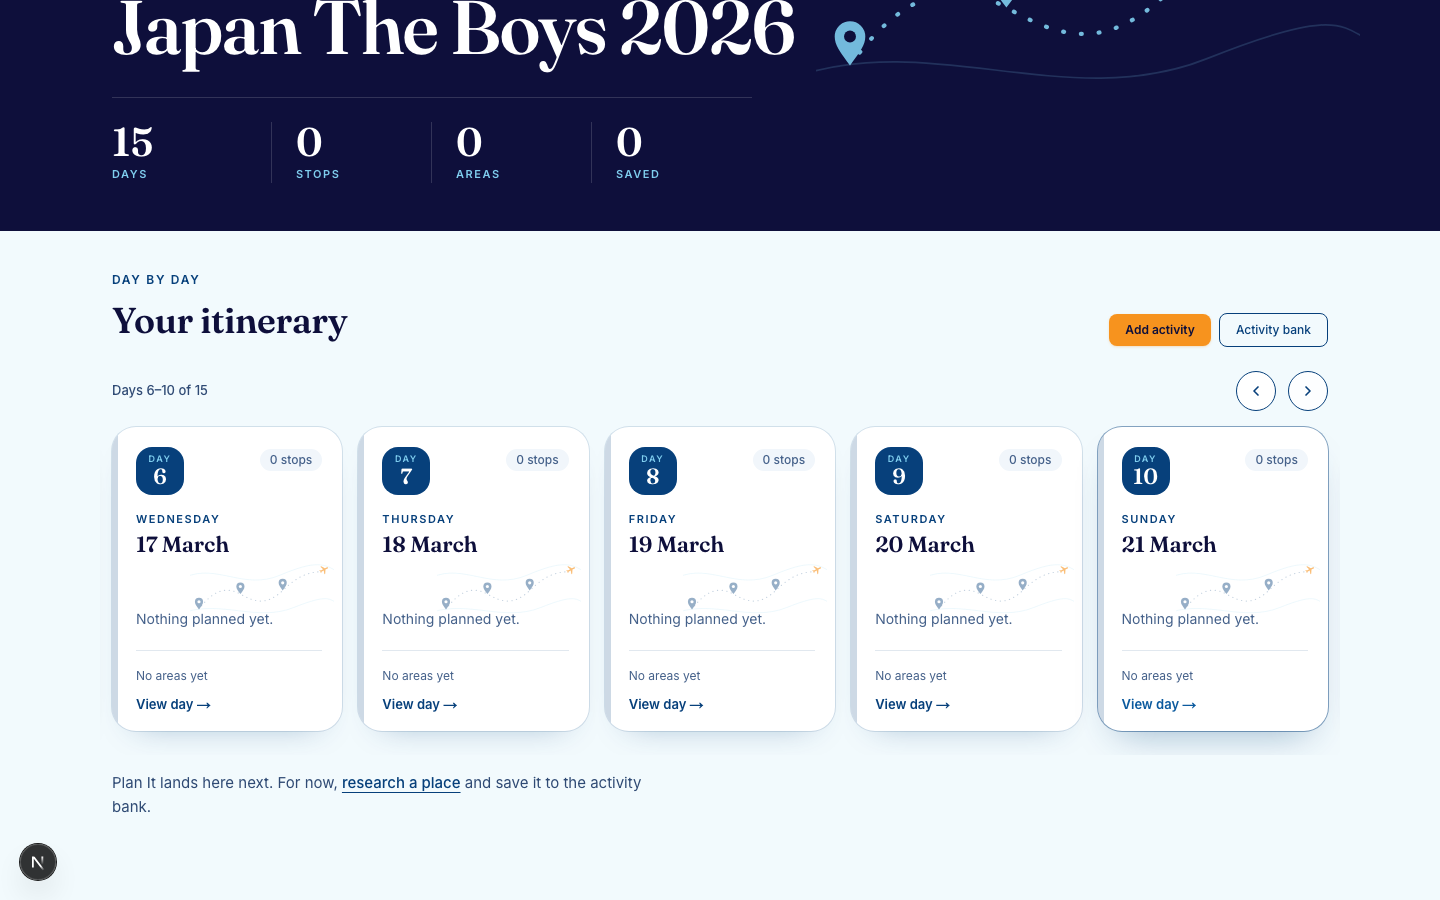 Japan The Boys 2026
15
DAYS
0
STOPS
0
AREAS
0
SAVED
DAY BY DAY
Your itinerary
Add activity
Activity bank
Days 6–10 of 15
DAY
6
0 stops
WEDNESDAY
17 March
Nothing planned yet.
No areas yet
View day →
DAY
7
0 stops
THURSDAY
18 March
Nothing planned yet.
No areas yet
View day →
DAY
8
0 stops
FRIDAY
19 March
Nothing planned yet.
No areas yet
View day →
DAY
9
0 stops
SATURDAY
20 March
Nothing planned yet.
No areas yet
View day →
DAY
10
0 stops
SUNDAY
21 March
Nothing planned yet.
No areas yet
View day →
Plan It lands here next. For now, research a place and save it to the activity
bank.
N